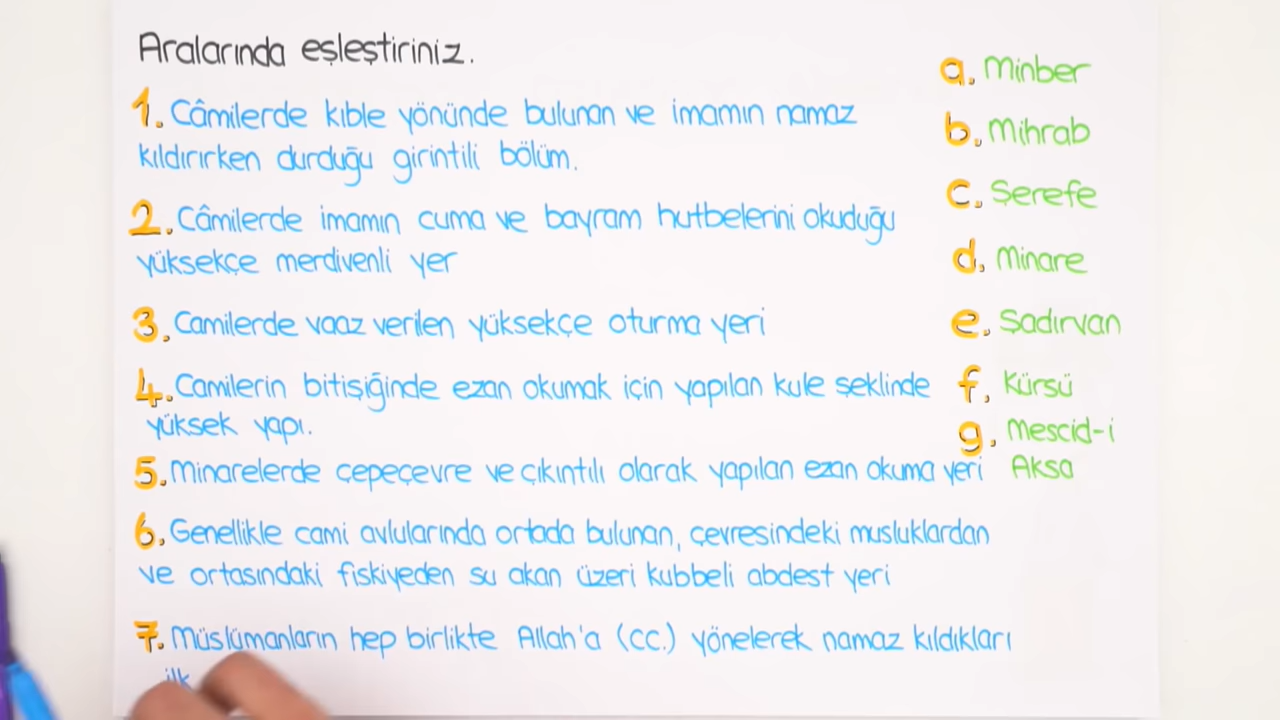 Aralarında eşleştiriniz.
1. Câmilerde kıble yönünde bulunan ve imamın namaz
kıldırırken durduğu girintili bölüm.
2. Câmilerde imamın cuma ve bayram hutbelerini okuduğu
yüksekçe merdivenli yer
3. Camilerde vaaz verilen yüksekçe oturma yeri
4. Camilerin bitişiğinde ezan okumak için yapılan kule şeklinde
yüksek yapı.
5. Minarelerde çepeçevre ve çıkıntılı olarak yapılan ezan okuma yeri
6. Genellikle cami avlularında ortada bulunan, çevresindeki musluklardan
ve ortasındaki fıskiyeden su akan üzeri kubbeli abdest yeri
7. Müslümanların hep birlikte Allah'a (cc.) yönelerek namaz kıldıkları
ilk
a. Minber
b. Mihrab
c. Şerefe
d. Minare
e. Şadırvan
f. Kürsü
g. Mescid-i
Aksa